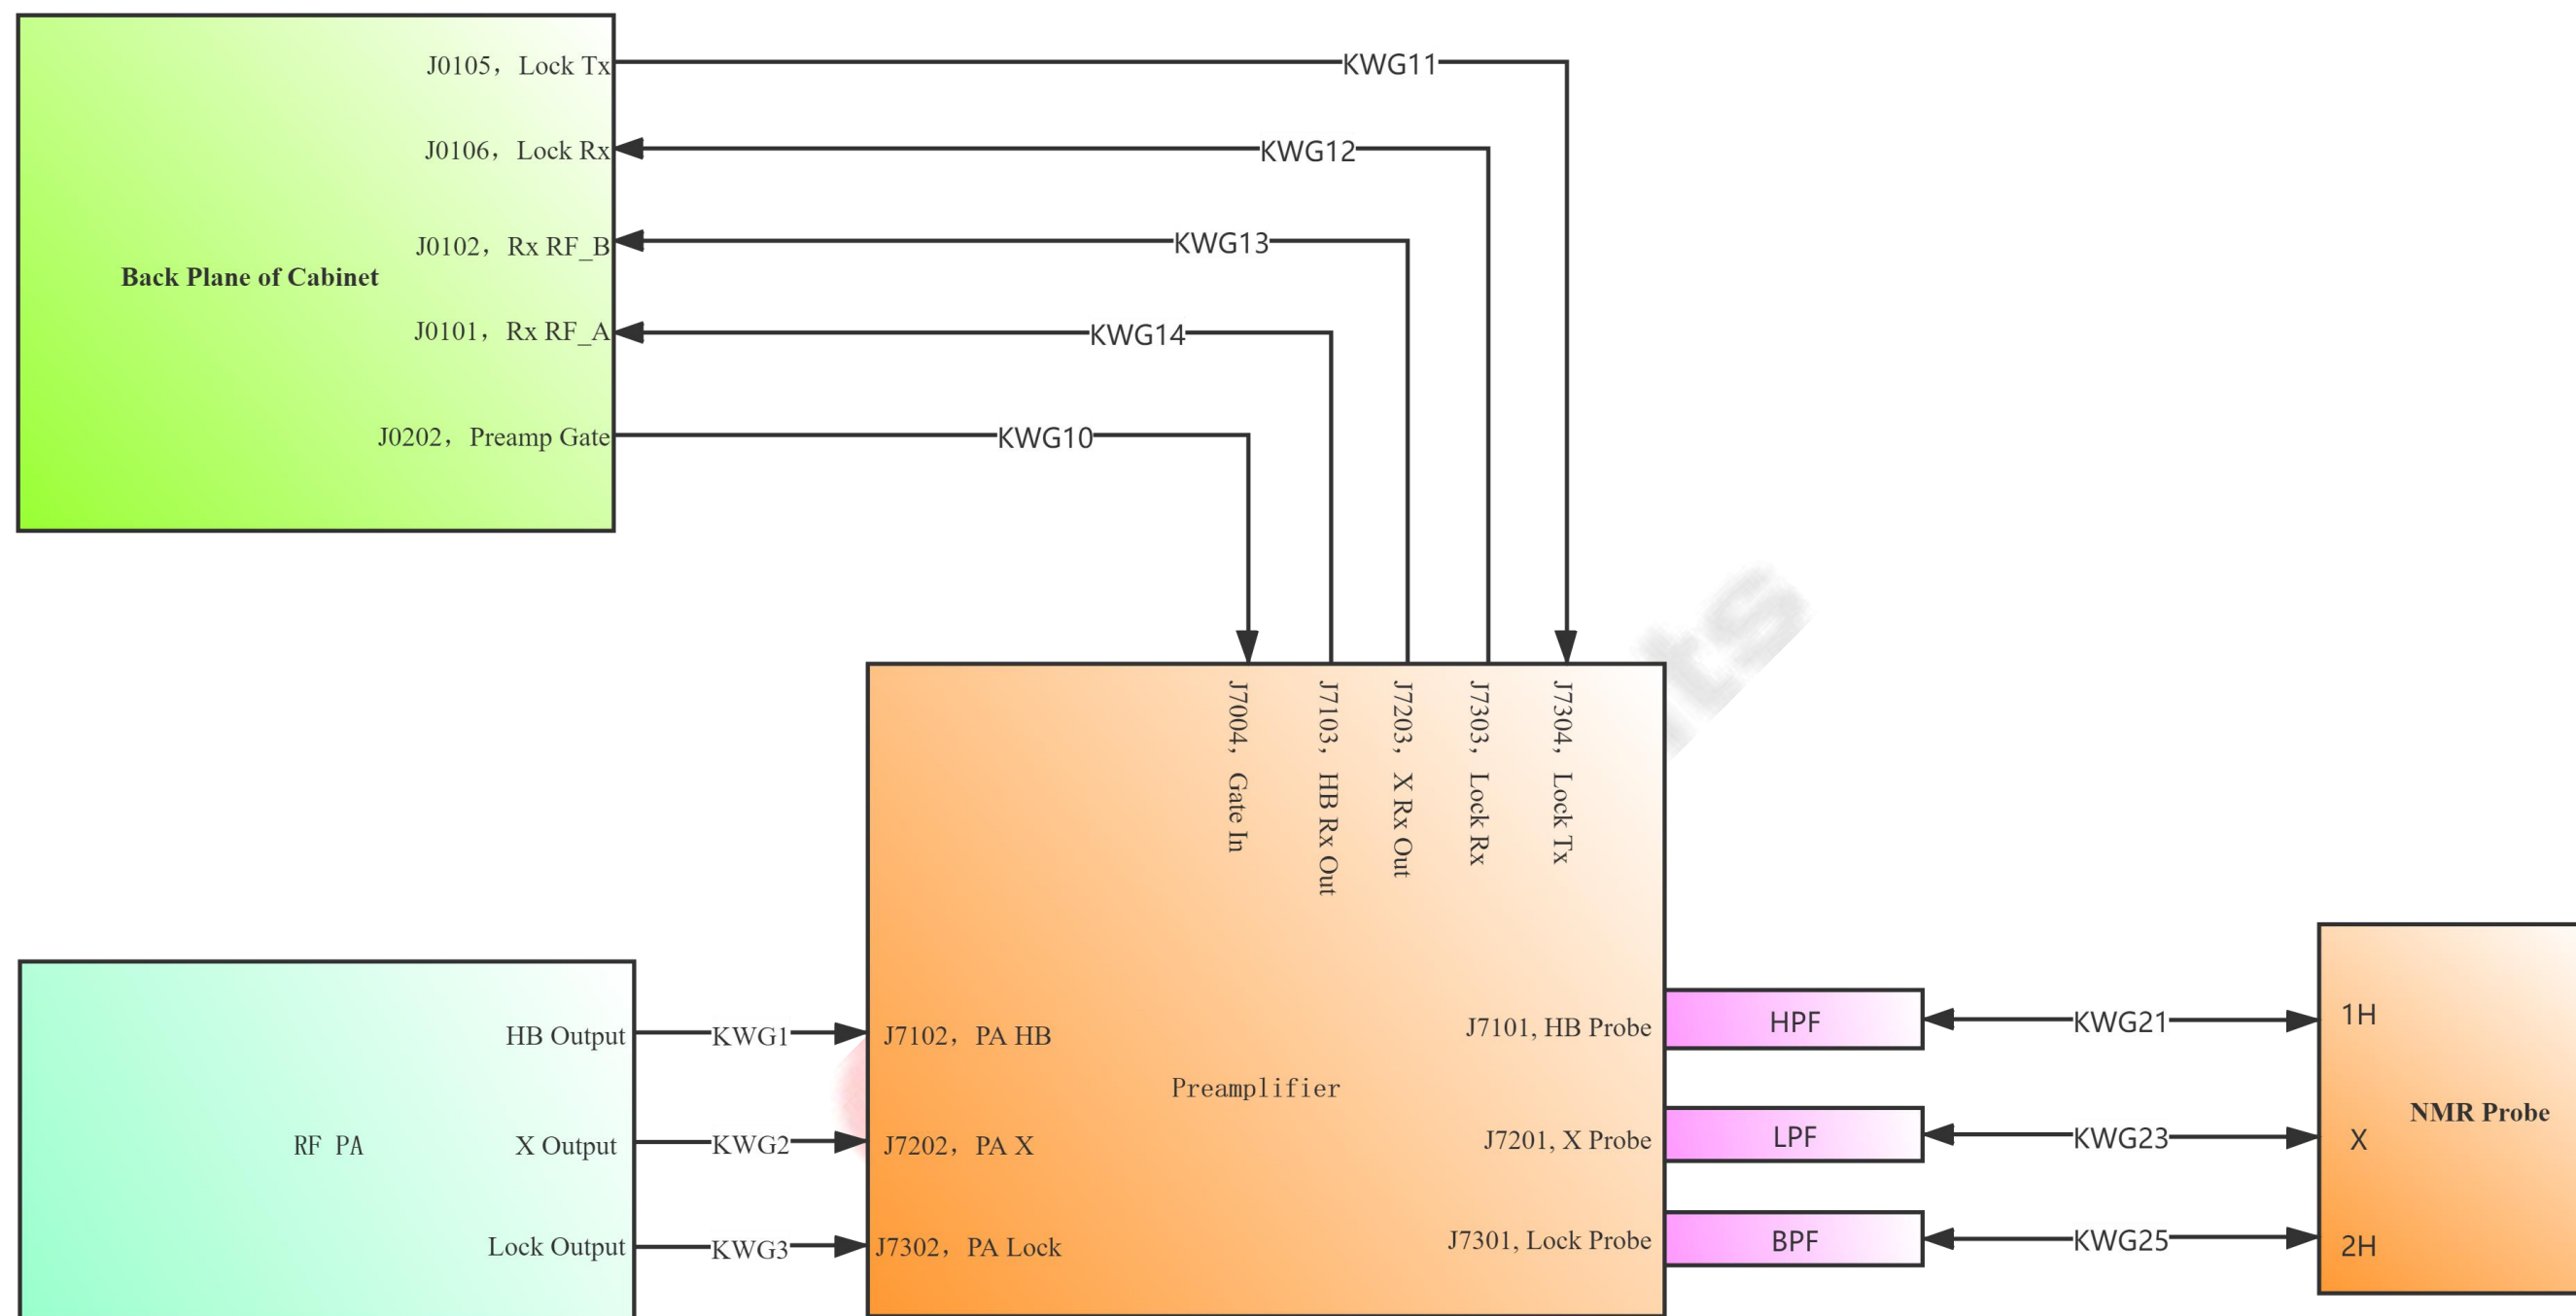 J0105，Lock Tx
KWG11
J0106，Lock Rx
KWG12
J0102，Rx RF_B
KWG13
Back Plane of Cabinet
J0101，Rx RF_A
KWG14
J0202，Preamp Gate
KWG10
J7004，Gate In
J7103，HB Rx Out
J7203，X Rx Out
J7303，Lock Rx
J7304，Lock Tx
HB Output
KWG1
J7102，PA HB
J7101, HB Probe
HPF
KWG21
1H
Preamplifier
NMR Probe
RF PA
X Output
KWG2
J7202，PA X
J7201, X Probe
LPF
KWG23
X
Lock Output
KWG3
J7302，PA Lock
J7301, Lock Probe
BPF
KWG25
2H